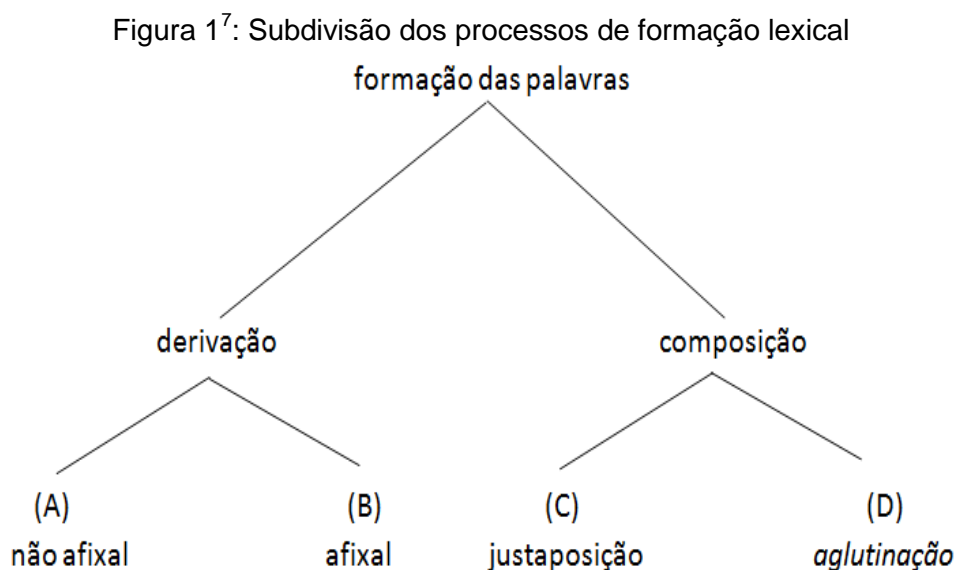 Figura 1⁷: Subdivisão dos processos de formação lexical
formação das palavras
derivação composição
(A) (B) (C) (D)
não afixal afixal justaposição aglutinação